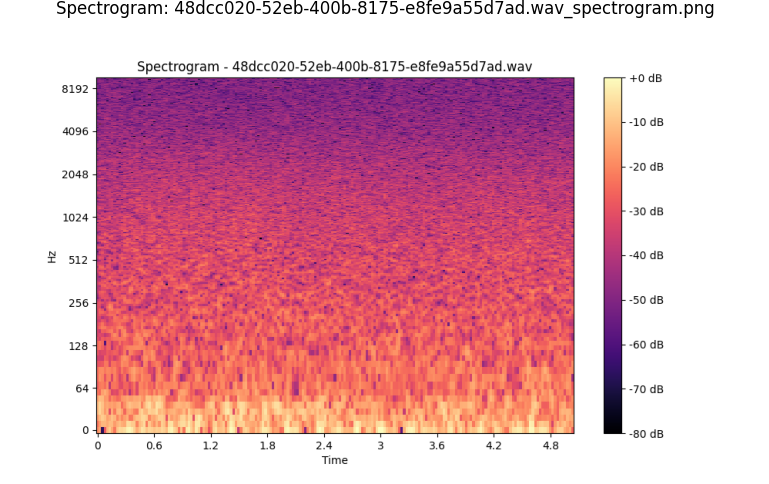 Spectrogram: 48dcc020-52eb-400b-8175-e8fe9a55d7ad.wav_spectrogram.png
Spectrogram - 48dcc020-52eb-400b-8175-e8fe9a55d7ad.wav
8192
4096
2048
1024
512
256
128
64
0
Hz
0 0.6 1.2 1.8 2.4 3 3.6 4.2 4.8
Time
+0 dB
-10 dB
-20 dB
-30 dB
-40 dB
-50 dB
-60 dB
-70 dB
-80 dB